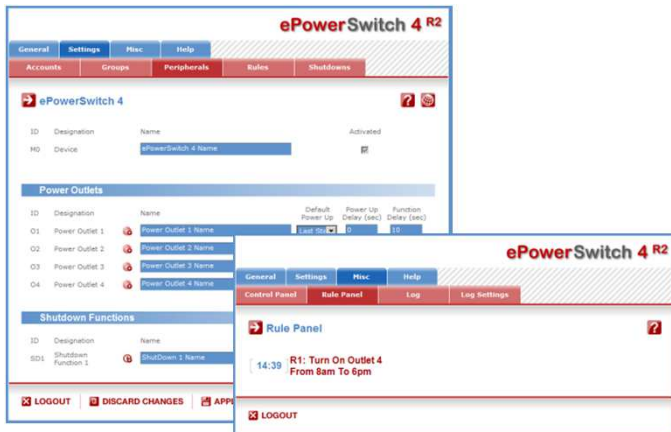 ePowerSwitch 4 R2
General Settings Misc Help
Accounts Groups Peripherals Rules Shutdowns
ePowerSwitch 4
ID Designation Name Activated
M0 Device ePowerSwitch 4 Name
Power Outlets
ID Designation Name Default Power Up Power Up Delay (sec) Function Delay (sec)
O1 Power Outlet 1 Power Outlet 1 Name Last Sta 0 10
O2 Power Outlet 2 Power Outlet 2 Name
O3 Power Outlet 3 Power Outlet 3 Name
O4 Power Outlet 4 Power Outlet 4 Name
Shutdown Functions
ID Designation Name
SD1 Shutdown Function 1 ShutDown 1 Name
LOGOUT DISCARD CHANGES APPL
ePowerSwitch 4 R2
General Settings Misc Help
Control Panel Rule Panel Log Log Settings
Rule Panel
14:39 R1: Turn On Outlet 4
From 8am To 6pm
LOGOUT